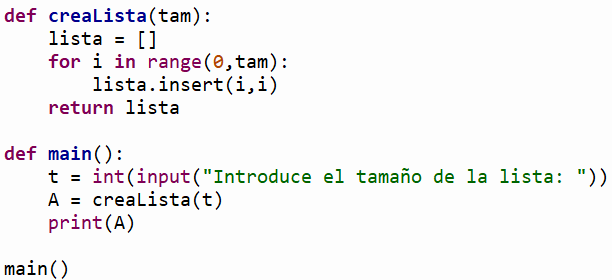 def creaLista(tam):
    lista = []
    for i in range(0,tam):
        lista.insert(i,i)
    return lista
def main():
    t = int(input("Introduce el tamaño de la lista: "))
    A = creaLista(t)
    print(A)
main()